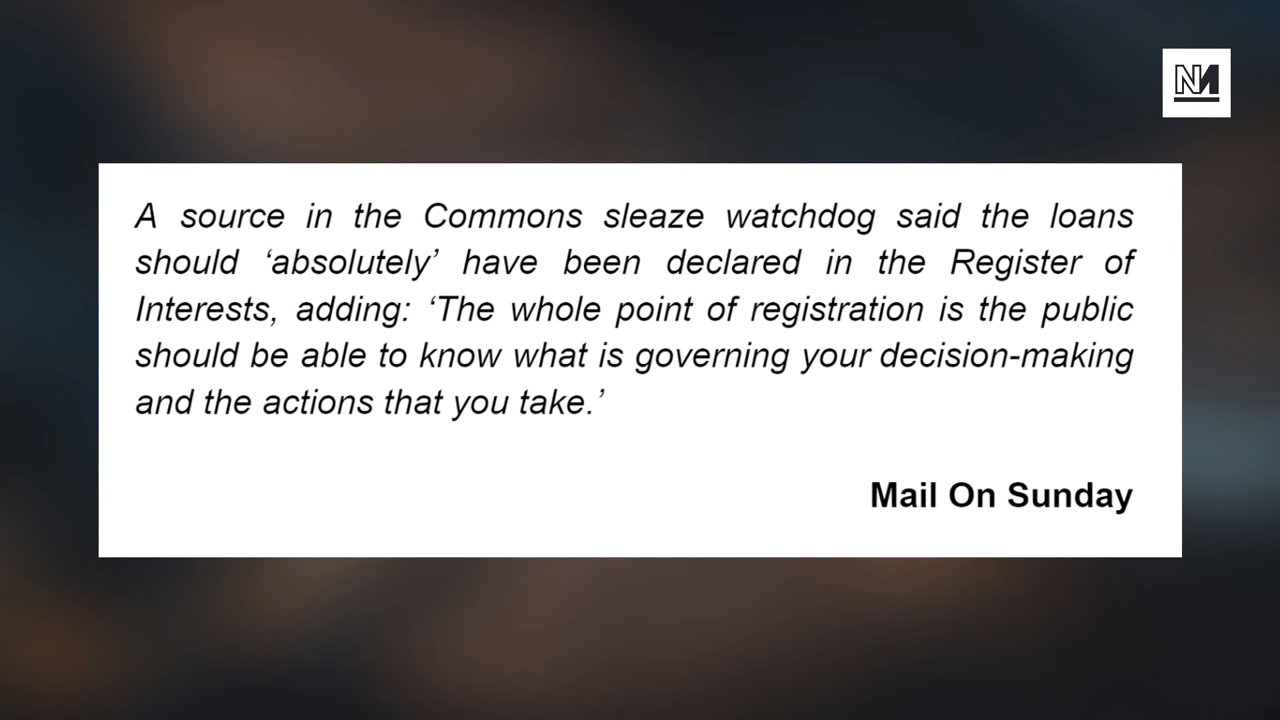 NM
A source in the Commons sleaze watchdog said the loans
should ‘absolutely’ have been declared in the Register of
Interests, adding: ‘The whole point of registration is the public
should be able to know what is governing your decision-making
and the actions that you take.’
Mail On Sunday